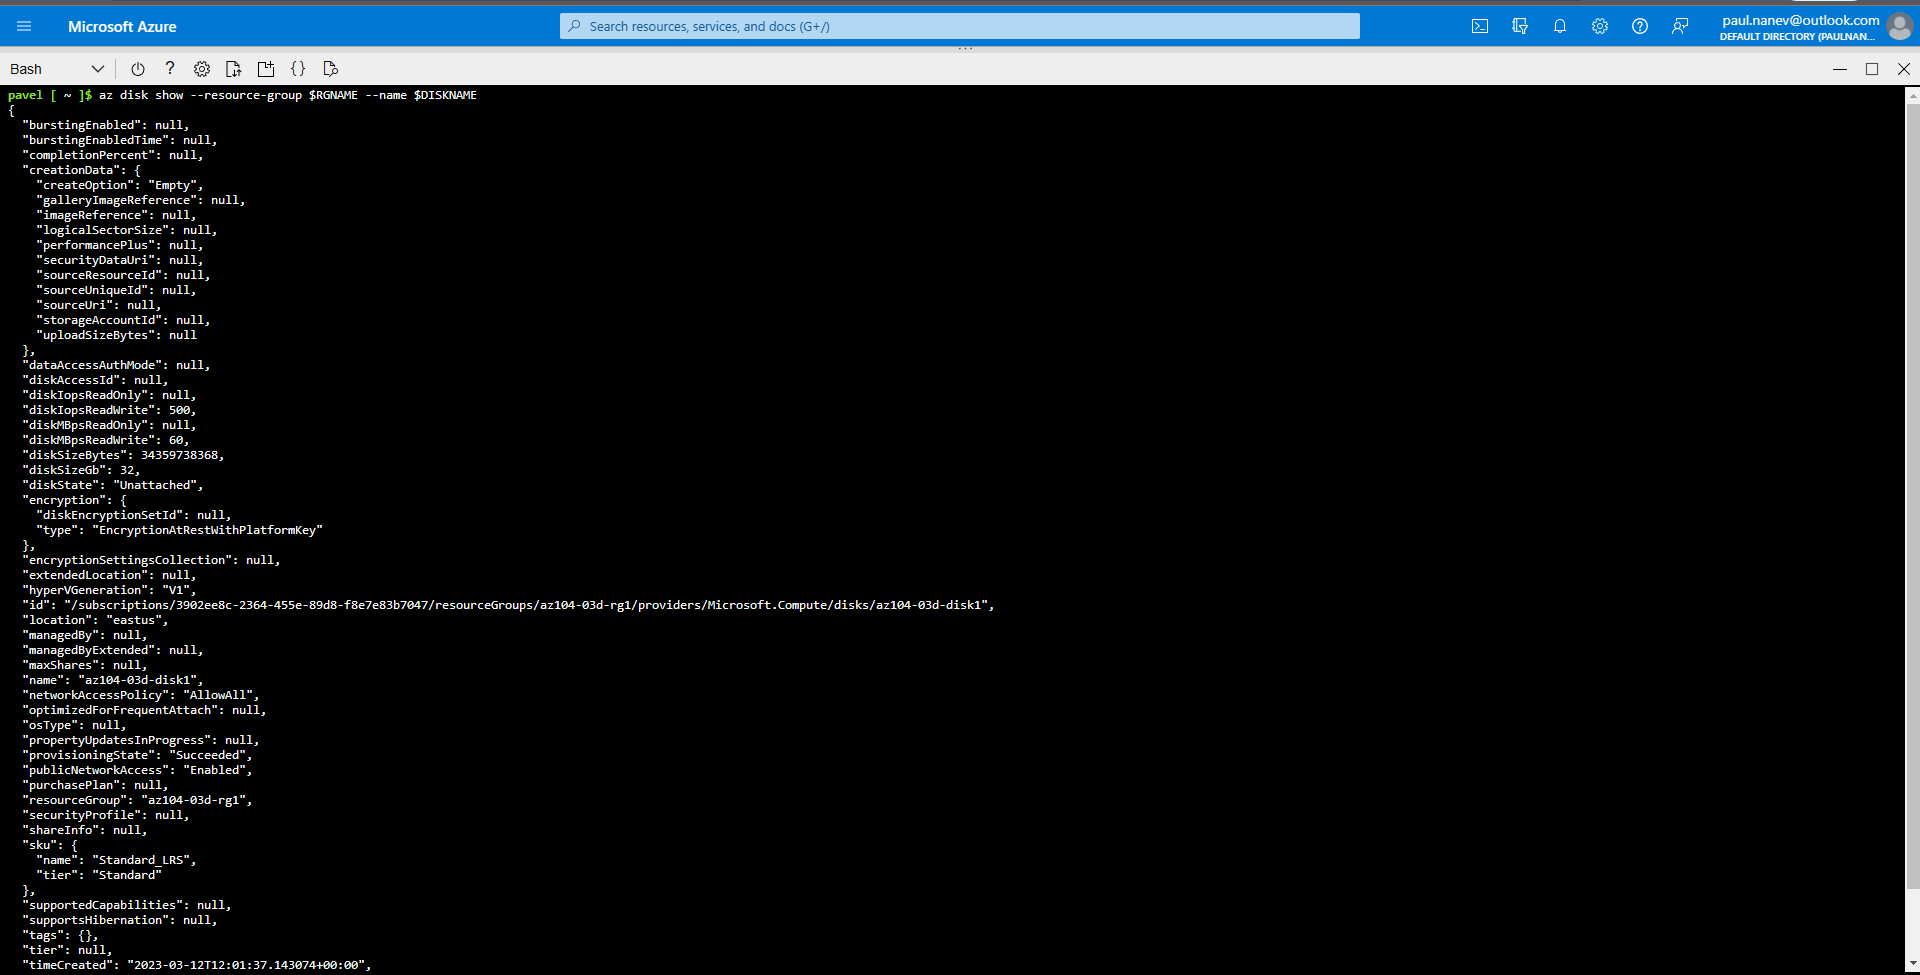 Microsoft Azure
Search resources, services, and docs (G+/)
paul.nanev@outlook.com
DEFAULT DIRECTORY (PAULNAN...
Bash
pavel [ ~ ]$ az disk show --resource-group $RGNAME --name $DISKNAME
{
  "burstingEnabled": null,
  "burstingEnabledTime": null,
  "completionPercent": null,
  "creationData": {
    "createOption": "Empty",
    "galleryImageReference": null,
    "imageReference": null,
    "logicalSectorSize": null,
    "performancePlus": null,
    "securityDataUri": null,
    "sourceResourceId": null,
    "sourceUniqueId": null,
    "sourceUri": null,
    "storageAccountId": null,
    "uploadSizeBytes": null
  },
  "dataAccessAuthMode": null,
  "diskAccessId": null,
  "diskIopsReadOnly": null,
  "diskIopsReadWrite": 500,
  "diskMBpsReadOnly": null,
  "diskMBpsReadWrite": 60,
  "diskSizeBytes": 34359738368,
  "diskSizeGb": 32,
  "diskState": "Unattached",
  "encryption": {
    "diskEncryptionSetId": null,
    "type": "EncryptionAtRestWithPlatformKey"
  },
  "encryptionSettingsCollection": null,
  "extendedLocation": null,
  "hyperVGeneration": "V1",
  "id": "/subscriptions/3902ee8c-2364-455e-89d8-f8e7e83b7047/resourceGroups/az104-03d-rg1/providers/Microsoft.Compute/disks/az104-03d-disk1",
  "location": "eastus",
  "managedBy": null,
  "managedByExtended": null,
  "maxShares": null,
  "name": "az104-03d-disk1",
  "networkAccessPolicy": "AllowAll",
  "optimizedForFrequentAttach": null,
  "osType": null,
  "propertyUpdatesInProgress": null,
  "provisioningState": "Succeeded",
  "publicNetworkAccess": "Enabled",
  "purchasePlan": null,
  "resourceGroup": "az104-03d-rg1",
  "securityProfile": null,
  "shareInfo": null,
  "sku": {
    "name": "Standard_LRS",
    "tier": "Standard"
  },
  "supportedCapabilities": null,
  "supportsHibernation": null,
  "tags": {},
  "tier": null,
  "timeCreated": "2023-03-12T12:01:37.143074+00:00",